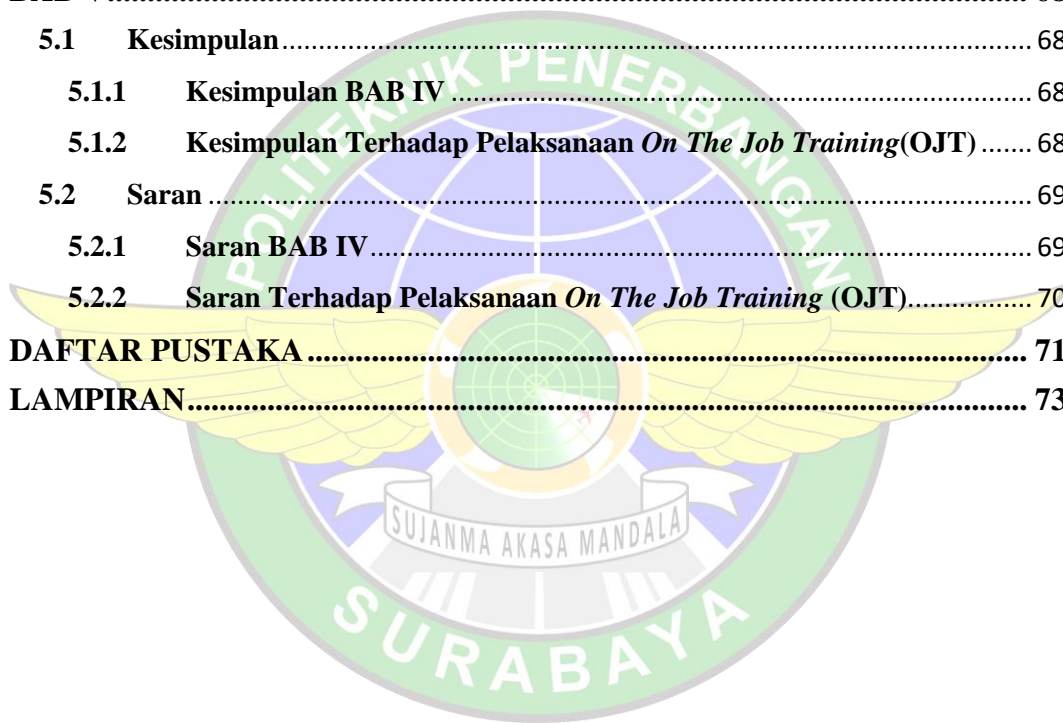 5.1 Kesimpulan 68
5.1.1 Kesimpulan BAB IV 68
5.1.2 Kesimpulan Terhadap Pelaksanaan On The Job Training(OJT) 68
5.2 Saran 69
5.2.1 Saran BAB IV 69
5.2.2 Saran Terhadap Pelaksanaan On The Job Training (OJT) 70
DAFTAR PUSTAKA 71
LAMPIRAN 73
POLITEKNIK PENERBANGAN
SUJANMA AKASA MANDALA
SURABAYA